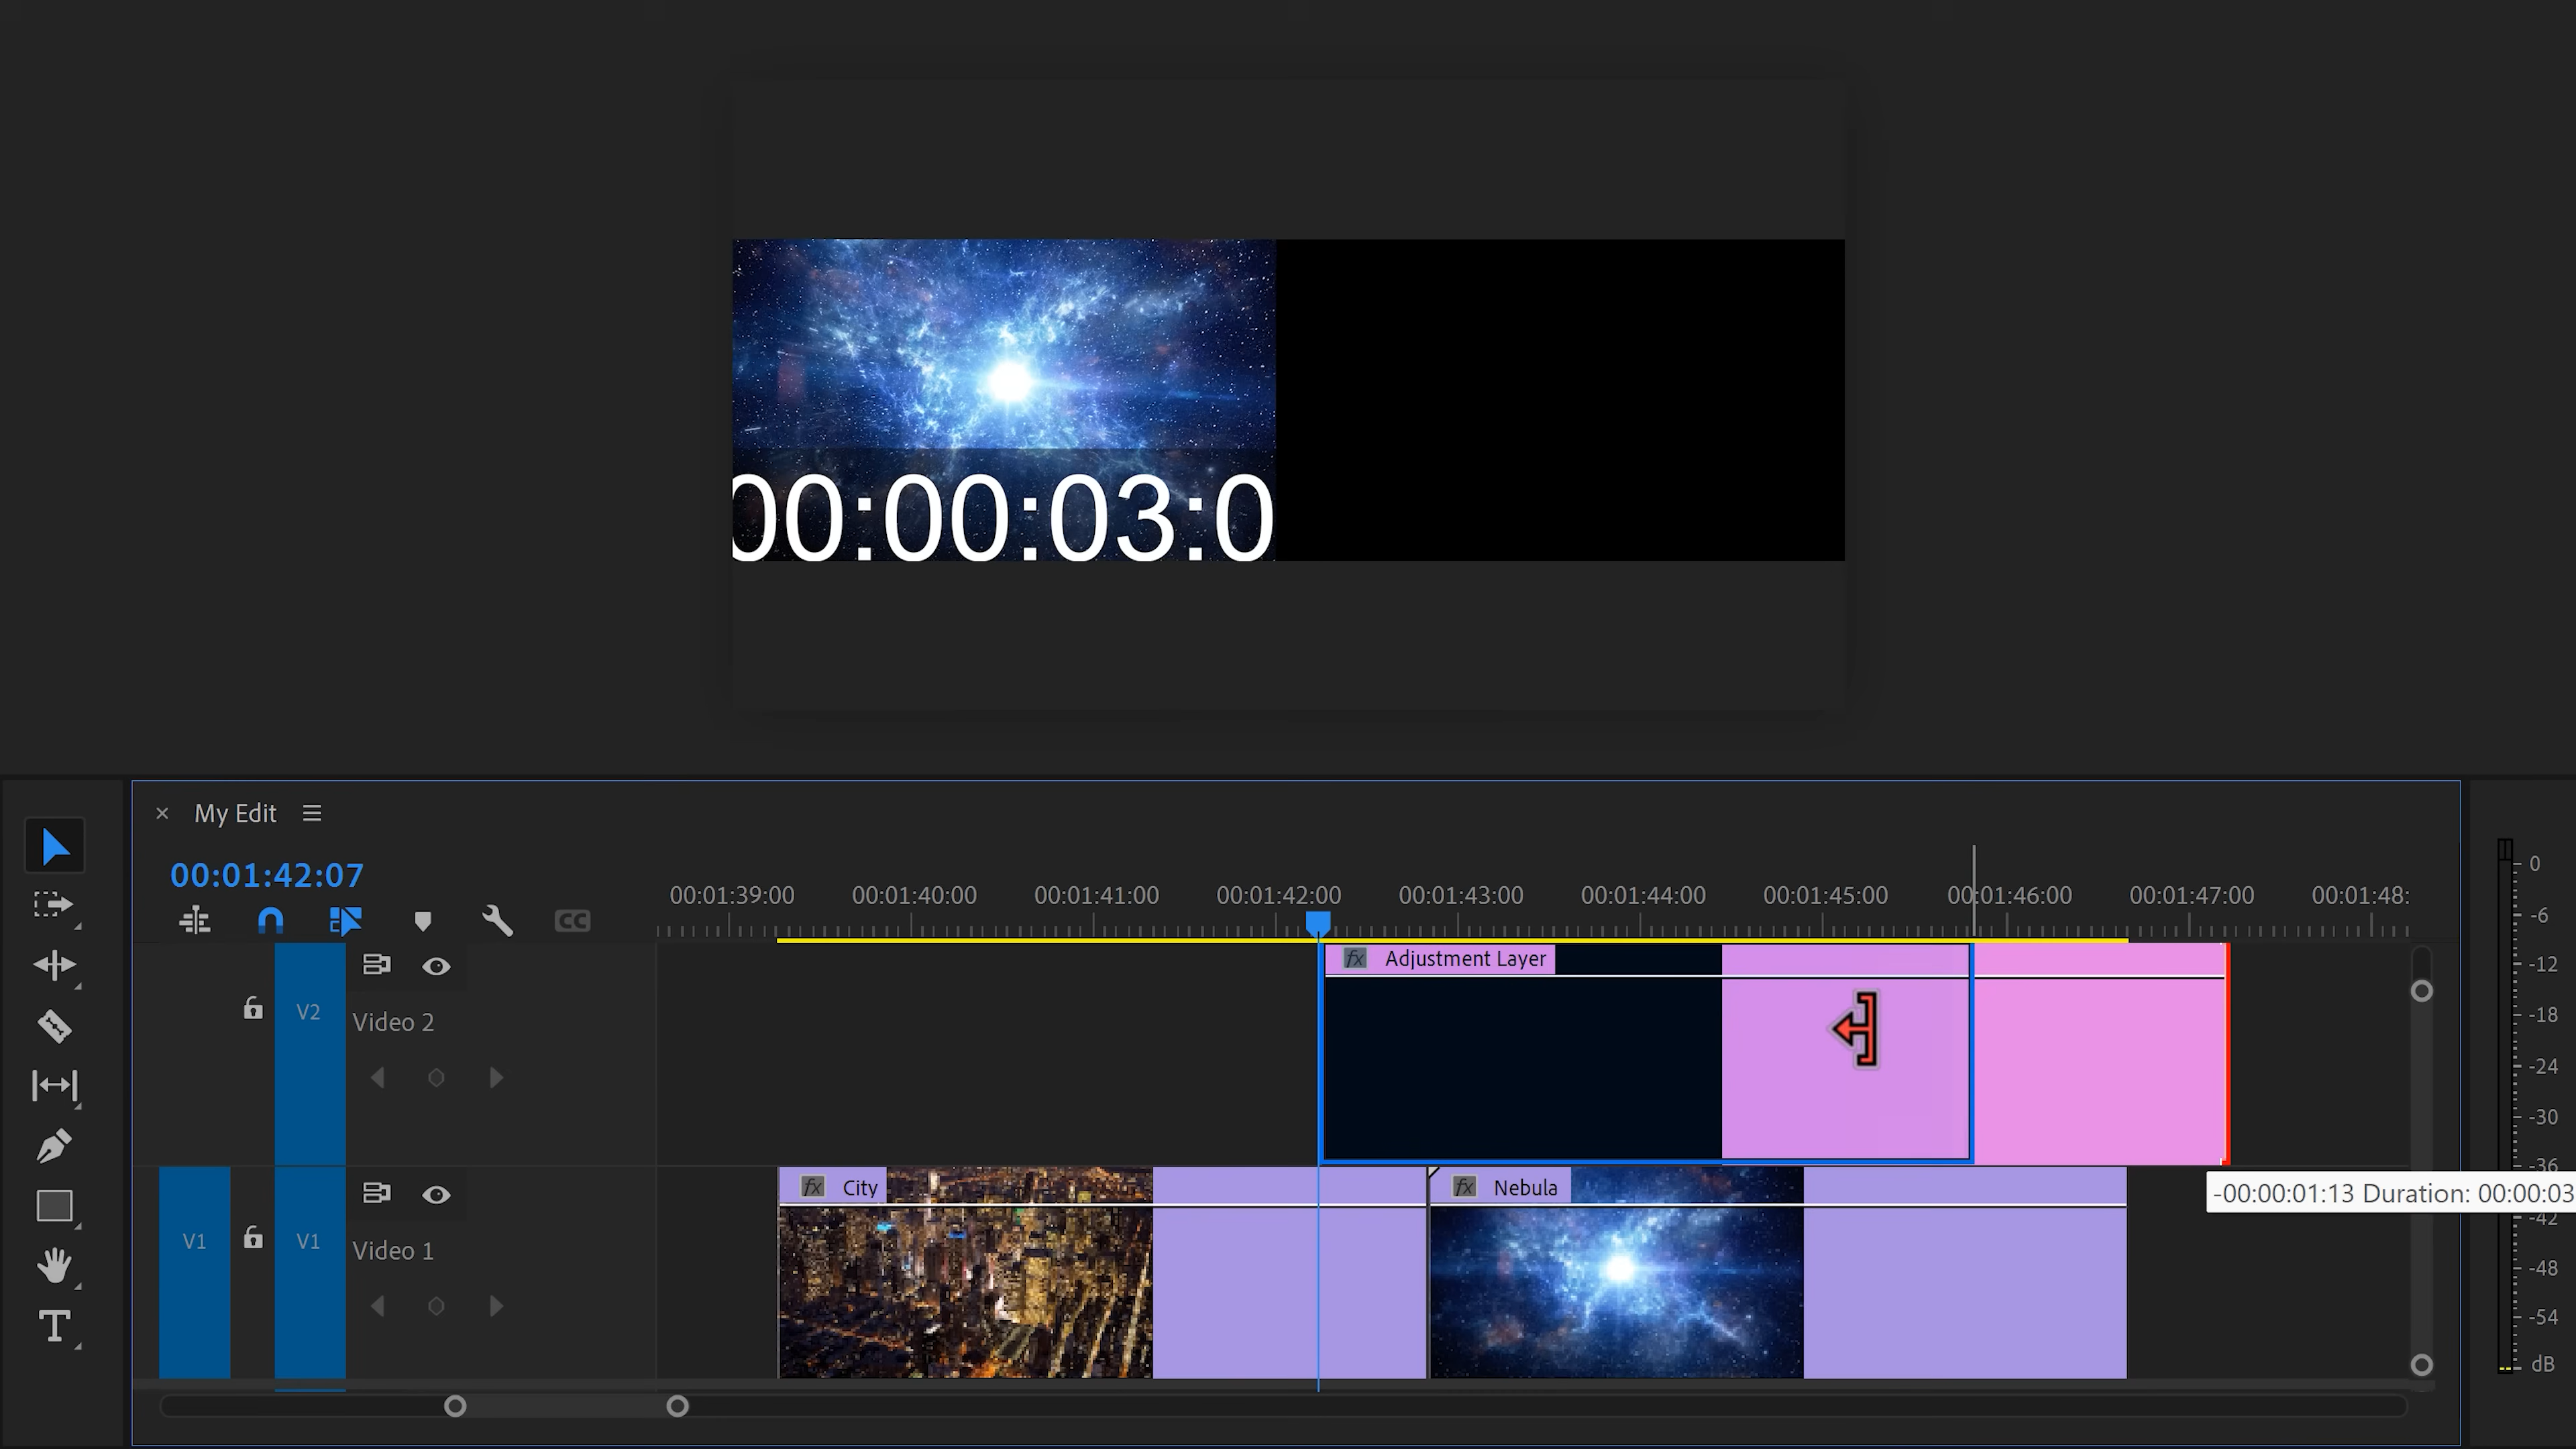 00:00:03:0
× My Edit
00:01:42:07
00:01:39:00 00:01:40:00 00:01:41:00 00:01:42:00 00:01:43:00 00:01:44:00 00:01:45:00 00:01:46:00 00:01:47:00 00:01:48:
CC
fx Adjustment Layer
V2 Video 2
fx City fx Nebula
V1 V1 Video 1
-00:00:01:13 Duration: 00:00:03
T
0
-6
-12
-18
-24
-30
-36
-42
-48
-54
dB